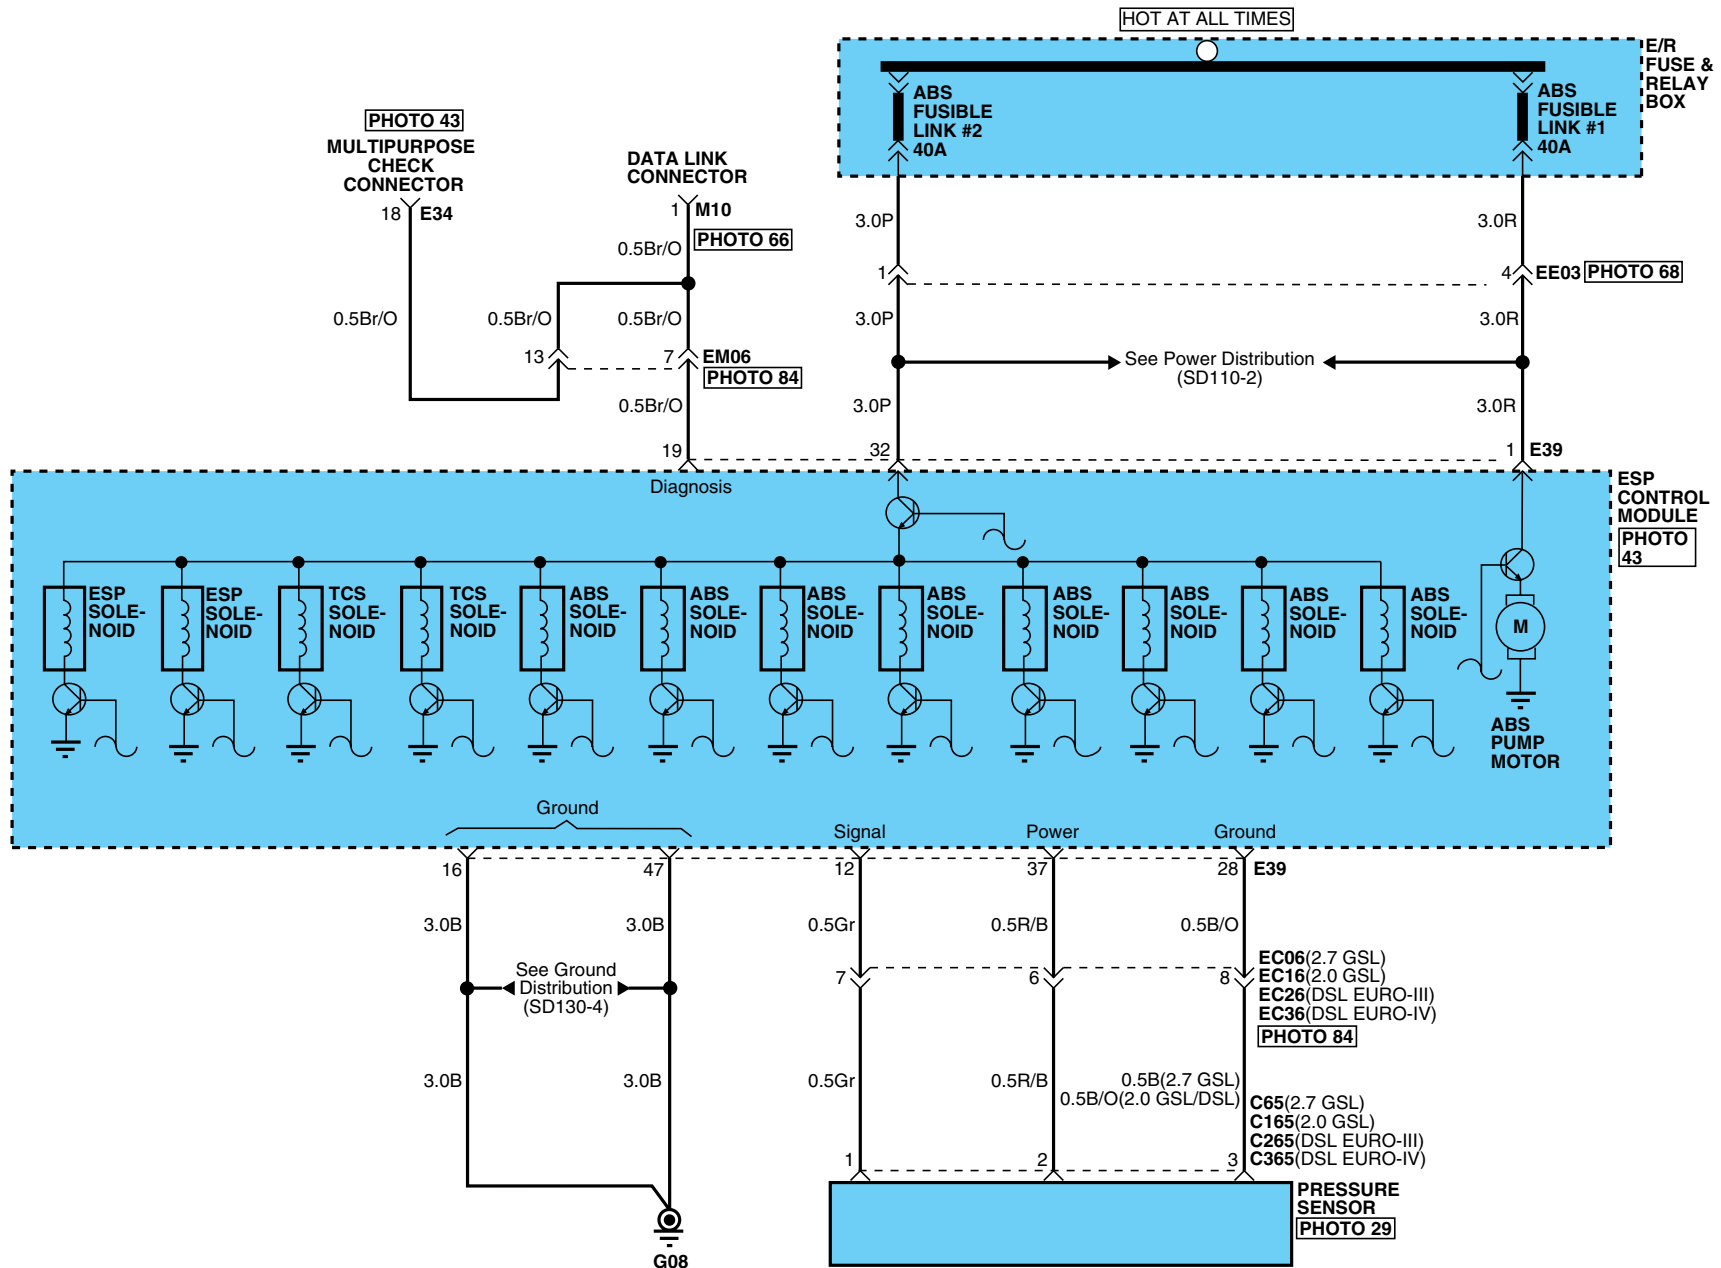 HOT AT ALL TIMES
E/R
FUSE &
RELAY
BOX
ABS
FUSIBLE
LINK #2
40A
ABS
FUSIBLE
LINK #1
40A
PHOTO 43
MULTIPURPOSE
CHECK
CONNECTOR
18 E34
DATA LINK
CONNECTOR
1 M10
PHOTO 66
0.5Br/O
3.0P
3.0R
1
4 EE03 PHOTO 68
0.5Br/O
0.5Br/O
0.5Br/O
3.0P
3.0R
13
7 EM06
PHOTO 84
See Power Distribution
(SD110-2)
0.5Br/O
3.0P
3.0R
19
32
1 E39
Diagnosis
ESP
CONTROL
MODULE
PHOTO
43
ESP
SOLE-
NOID
ESP
SOLE-
NOID
TCS
SOLE-
NOID
TCS
SOLE-
NOID
ABS
SOLE-
NOID
ABS
SOLE-
NOID
ABS
SOLE-
NOID
ABS
SOLE-
NOID
ABS
SOLE-
NOID
ABS
SOLE-
NOID
ABS
SOLE-
NOID
ABS
SOLE-
NOID
M
ABS
PUMP
MOTOR
Ground
Signal
Power
Ground
16
47
12
37
28 E39
3.0B
3.0B
0.5Gr
0.5R/B
0.5B/O
See Ground
Distribution
(SD130-4)
7
6
8
EC06(2.7 GSL)
EC16(2.0 GSL)
EC26(DSL EURO-III)
EC36(DSL EURO-IV)
PHOTO 84
3.0B
3.0B
0.5Gr
0.5R/B
0.5B(2.7 GSL)
0.5B/O(2.0 GSL/DSL)
C65(2.7 GSL)
C165(2.0 GSL)
C265(DSL EURO-III)
C365(DSL EURO-IV)
1
2
3
PRESSURE
SENSOR
PHOTO 29
G08